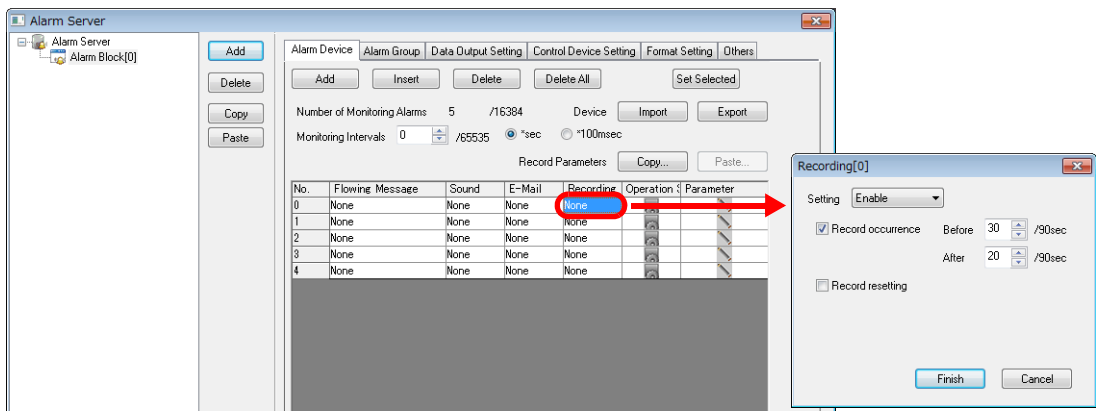 Alarm Server
Alarm Server
Alarm Block[0]
Add
Delete
Copy
Paste
Alarm Device Alarm Group Data Output Setting Control Device Setting Format Setting Others
Add Insert Delete Delete All Set Selected
Number of Monitoring Alarms 5 /16384 Device Import Export
Monitoring Intervals 0 /65535 *sec *100msec
Record Parameters Copy... Paste...
No. Flowing Message Sound E-Mail Recording Operation S Parameter
0 None None None None
1 None None None None
2 None None None None
3 None None None None
4 None None None None
Recording[0]
Setting Enable
Record occurrence Before 30 /90sec
After 20 /90sec
Record resetting
Finish Cancel